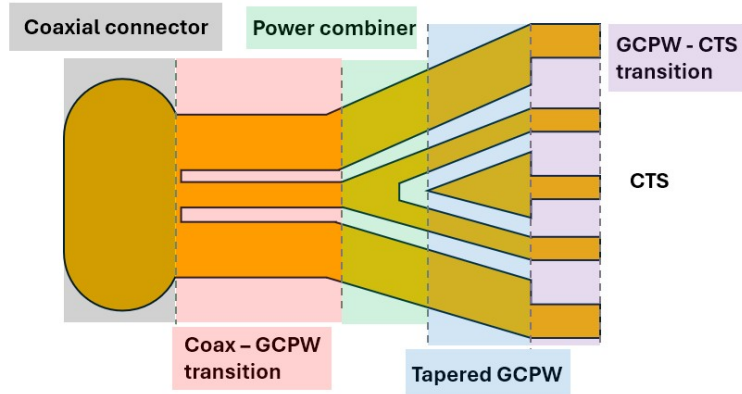 Coaxial connector
Power combiner
GCPW - CTS
transition
CTS
Coax – GCPW
transition
Tapered GCPW